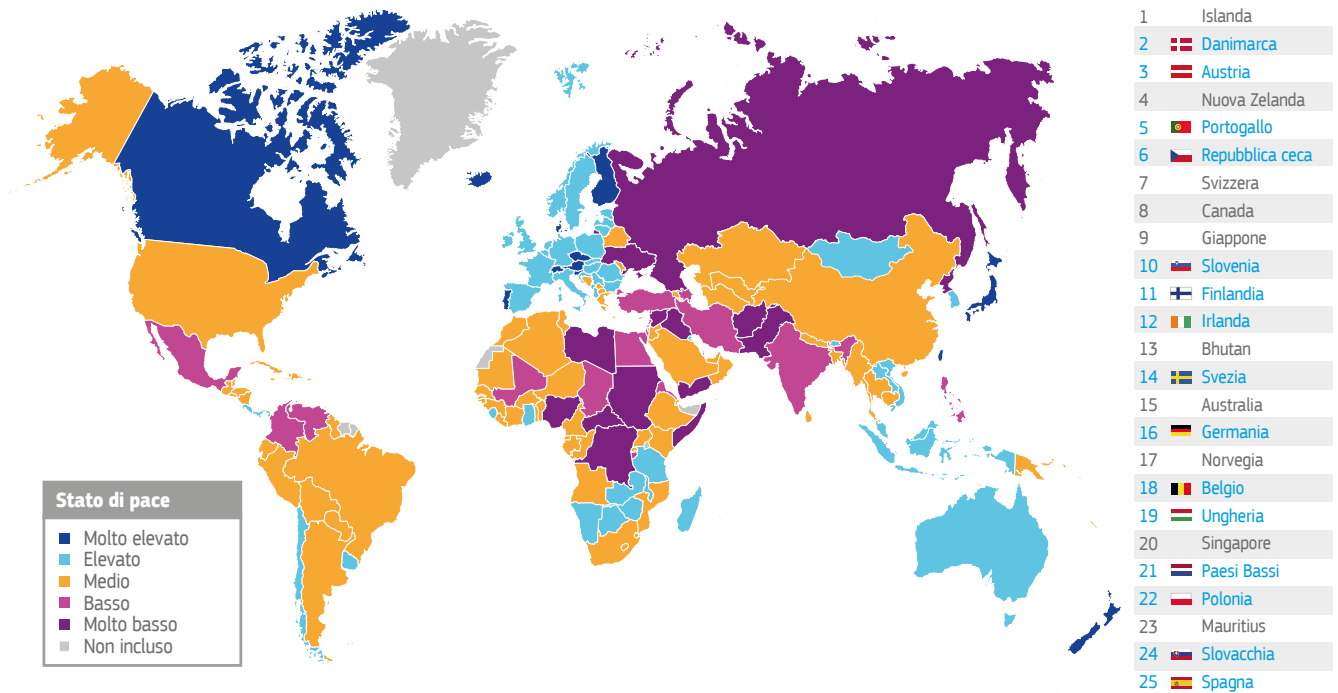 Stato di pace
Molto elevato
Elevato
Medio
Basso
Molto basso
Non incluso
1 Islanda
2 Danimarca
3 Austria
4 Nuova Zelanda
5 Portogallo
6 Repubblica ceca
7 Svizzera
8 Canada
9 Giappone
10 Slovenia
11 Finlandia
12 Irlanda
13 Bhutan
14 Svezia
15 Australia
16 Germania
17 Norvegia
18 Belgio
19 Ungheria
20 Singapore
21 Paesi Bassi
22 Polonia
23 Mauritius
24 Slovacchia
25 Spagna